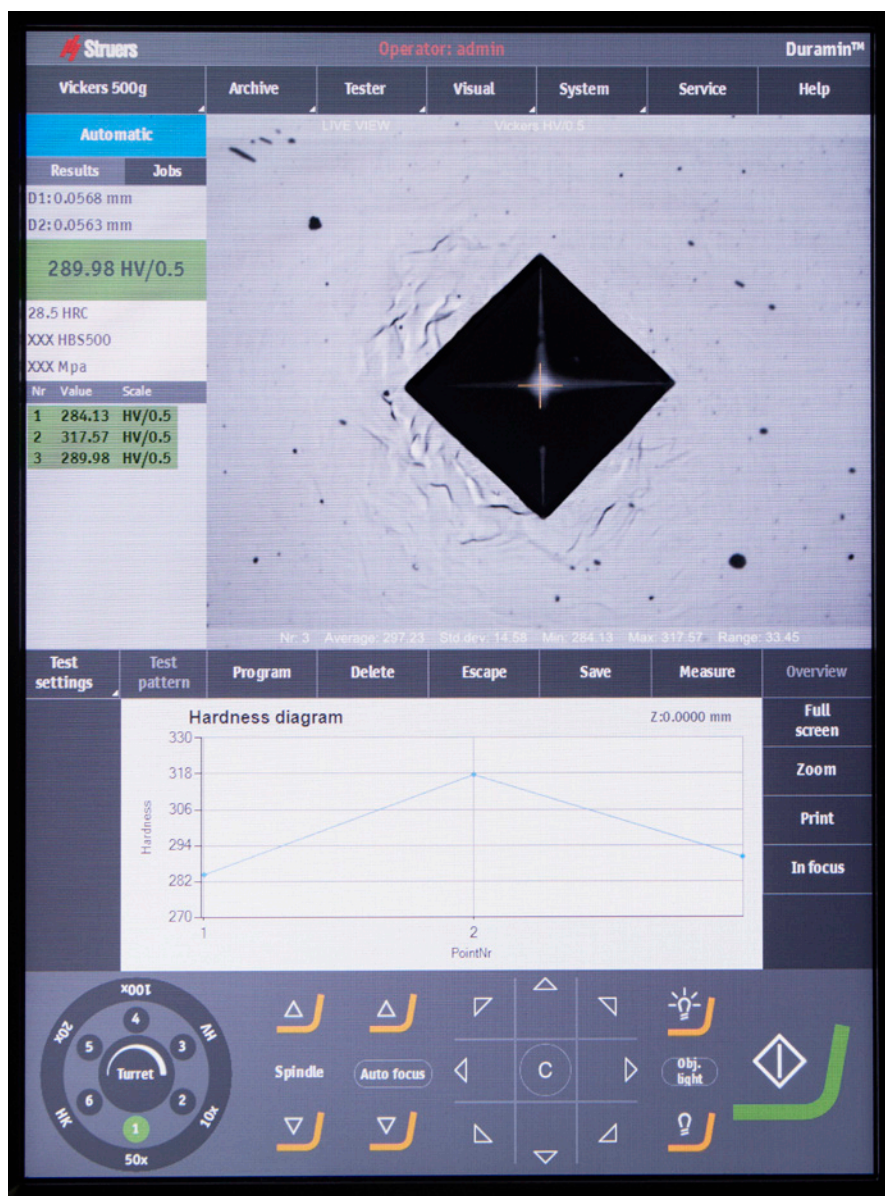 Struers Operator: admin Duramin™
Vickers 500g Archive Tester Visual System Service Help
Automatic
LIVE VIEW Vickers HV/0.5
Results Jobs
D1:0.0568 mm
D2:0.0563 mm
289.98 HV/0.5
28.5 HRC
XXX HBS500
XXX Mpa
Nr Value Scale
1 284.13 HV/0.5
2 317.57 HV/0.5
3 289.98 HV/0.5
Nr: 3 Average: 297.23 Std.dev: 14.58 Min: 284.13 Max: 317.57 Range: 33.45
Test settings Test pattern Program Delete Escape Save Measure Overview
Hardness diagram Z:0.0000 mm
Full screen
Zoom
Print
In focus
330
318
306
294
282
270
Hardness
1 2
PointNr
100x
20x
HV
4
5
3
Turret
6
2
1
HK
10x
50x
Spindle
Auto focus
C
Obj. light